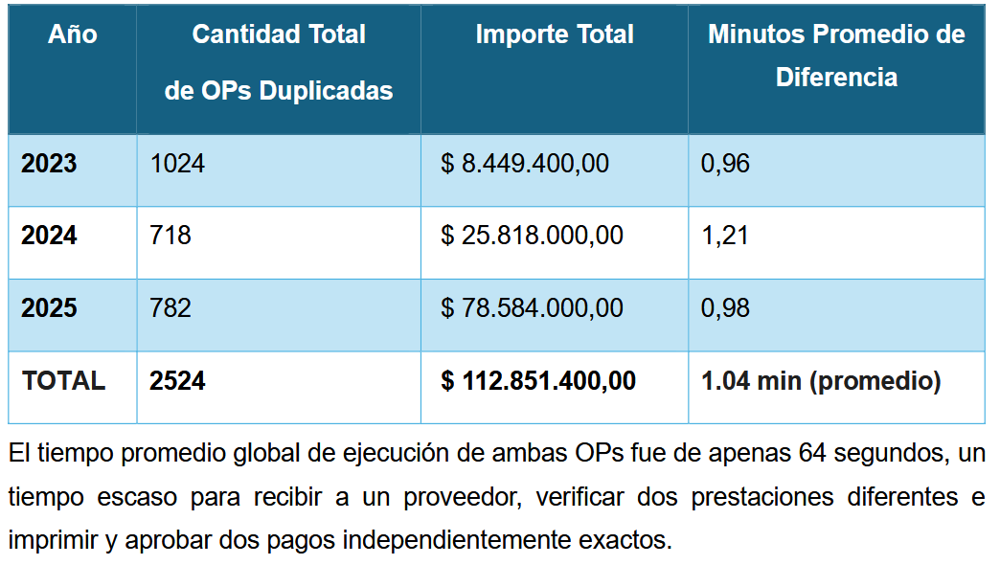 Año Cantidad Total de OPs Duplicadas Importe Total Minutos Promedio de Diferencia
2023 1024 $ 8.449.400,00 0,96
2024 718 $ 25.818.000,00 1,21
2025 782 $ 78.584.000,00 0,98
TOTAL 2524 $ 112.851.400,00 1.04 min (promedio)
El tiempo promedio global de ejecución de ambas OPs fue de apenas 64 segundos, un
tiempo escaso para recibir a un proveedor, verificar dos prestaciones diferentes e
imprimir y aprobar dos pagos independientemente exactos.